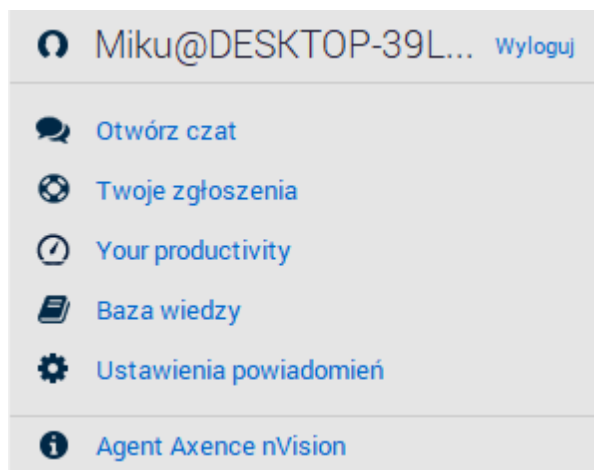 Miku@DESKTOP-39L... Wyloguj
Otwórz czat
Twoje zgłoszenia
Your productivity
Baza wiedzy
Ustawienia powiadomień
Agent Axence nVision